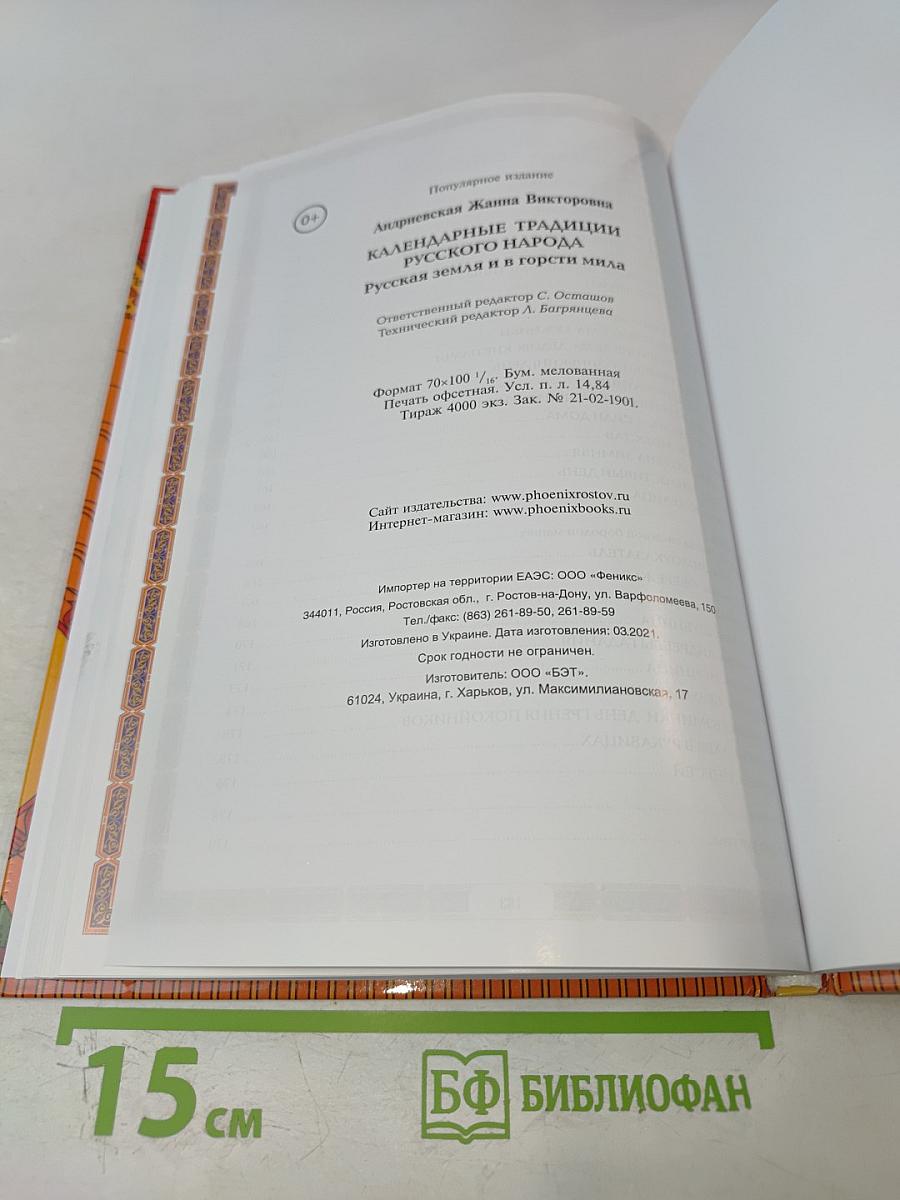 Популярное издание
0+
Андриевская Жанна Викторовна
КАЛЕНДАРНЫЕ ТРАДИЦИИ
РУССКОГО НАРОДА
Русская земля и в горсти мила
Ответственный редактор С. Осташов
Технический редактор Л. Багрянцева
Формат 70×100 1/16. Бум. мелованная
Печать офсетная. Усл. п. л. 14,84
Тираж 4000 экз. Зак. № 21-02-1901.
Сайт издательства: www.phoenixrostov.ru
Интернет-магазин: www.phoenixbooks.ru
Импортер на территории ЕАЭС: ООО «Феникс»
344011, Россия, Ростовская обл., г. Ростов-на-Дону, ул. Варфоломеева, 150
Тел./факс: (863) 261-89-50, 261-89-59
Изготовлено в Украине. Дата изготовления: 03.2021.
Срок годности не ограничен.
Изготовитель: ООО «БЭТ».
61024, Украина, г. Харьков, ул. Максимилиановская, 17
15 см
БФ БИБЛИОФАН